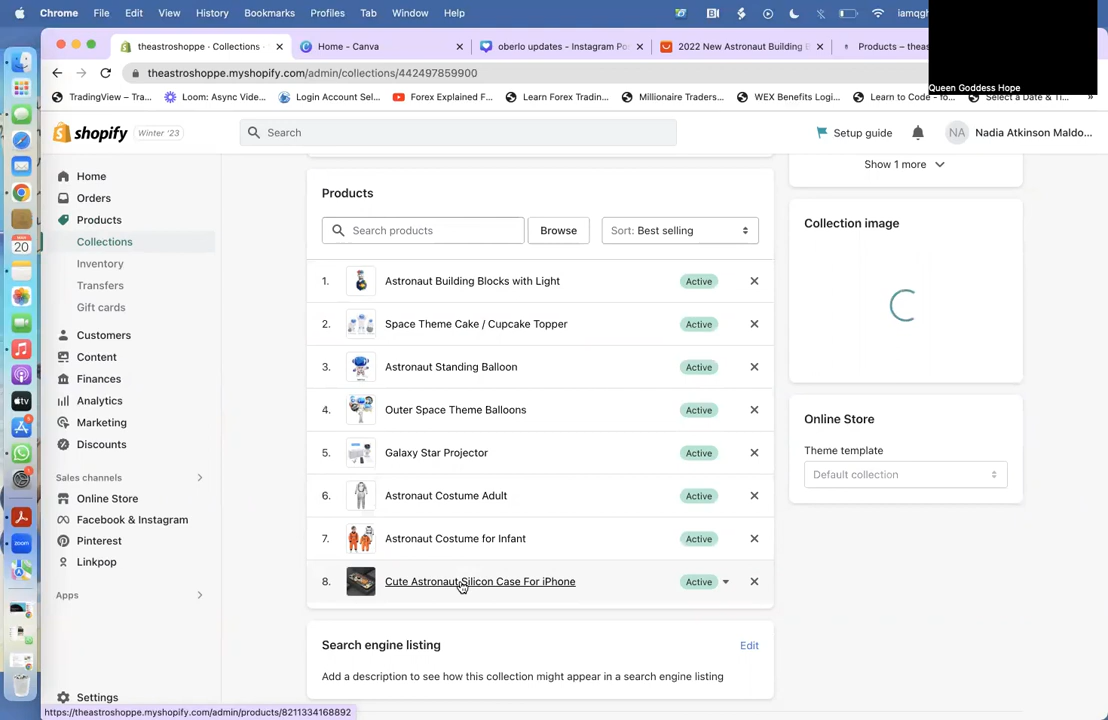 Chrome File Edit View History Bookmarks Profiles Tab Window Help iamqgh
theastroshoppe · Collections · Home - Canva oberlo updates - Instagram Po 2022 New Astronaut Building B Products – theas
theastroshoppe.myshopify.com/admin/collections/442497859900
Queen Goddess Hope
TradingView – Tra... Loom: Async Vide... Login Account Sel... Forex Explained F... Learn Forex Tradin... Millionaire Traders... WEX Benefits Logi... Learn to Code - fo... Select a Date & Ti...
shopify Winter '23 Search Setup guide NA Nadia Atkinson Maldo...
Home
Orders
Products
Collections
Inventory
Transfers
Gift cards
Customers
Content
Finances
Analytics
Marketing
Discounts
Sales channels
Online Store
Facebook & Instagram
Pinterest
Linkpop
Apps
Settings
Products
Search products Browse Sort: Best selling
1. Astronaut Building Blocks with Light Active
2. Space Theme Cake / Cupcake Topper Active
3. Astronaut Standing Balloon Active
4. Outer Space Theme Balloons Active
5. Galaxy Star Projector Active
6. Astronaut Costume Adult Active
7. Astronaut Costume for Infant Active
8. Cute Astronaut Silicon Case For iPhone Active
Search engine listing Edit
Add a description to see how this collection might appear in a search engine listing
Show 1 more
Collection image
Online Store
Theme template
Default collection
https://theastroshoppe.myshopify.com/admin/products/8211334168892